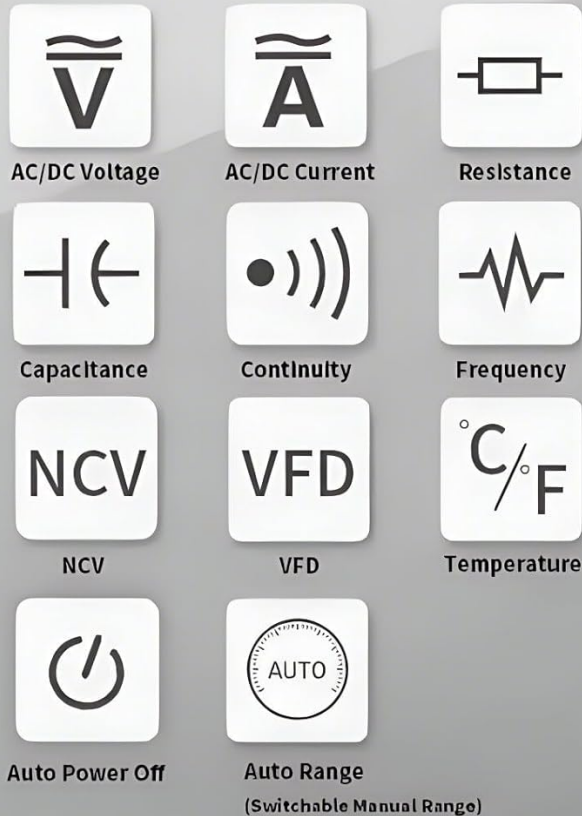 V A
AC/DC Voltage AC/DC Current Resistance
Capacitance Continuity Frequency
NCV VFD °C/°F
NCV VFD Temperature
AUTO
Auto Power Off Auto Range
(Switchable Manual Range)